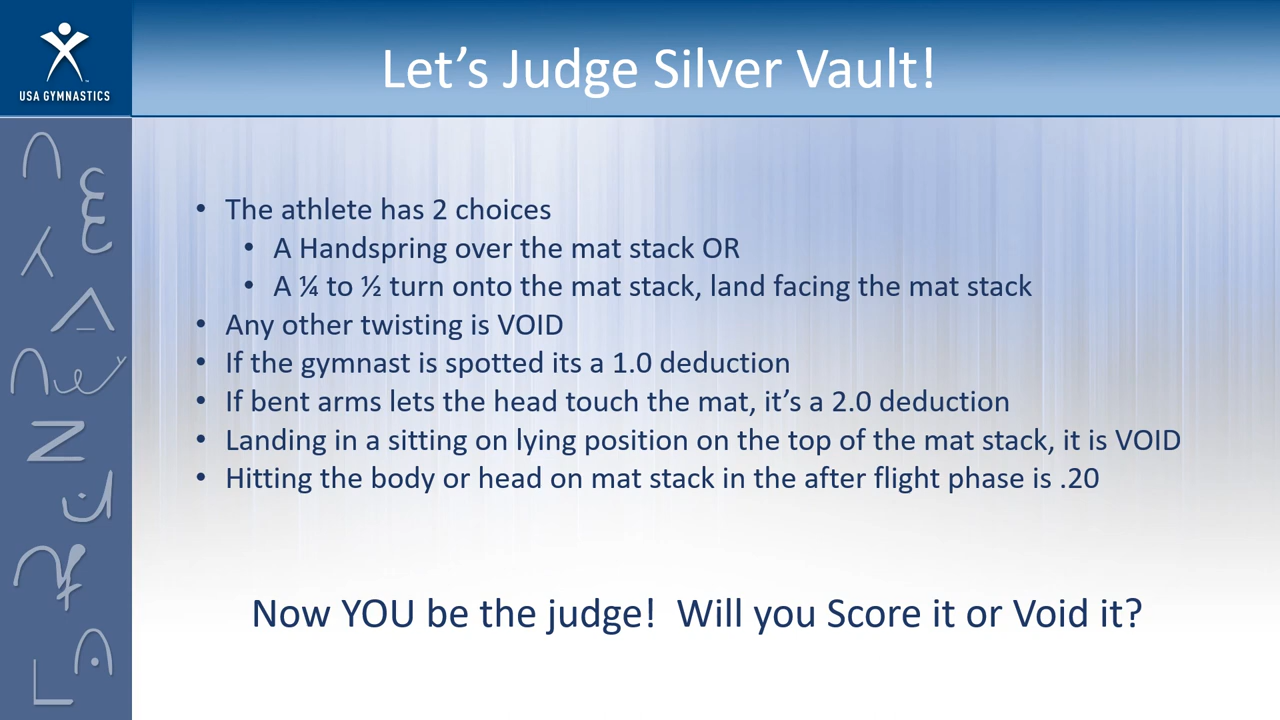 USA GYMNASTICS
Let’s Judge Silver Vault!
• The athlete has 2 choices
• A Handspring over the mat stack OR
• A ¼ to ½ turn onto the mat stack, land facing the mat stack
• Any other twisting is VOID
• If the gymnast is spotted its a 1.0 deduction
• If bent arms lets the head touch the mat, it’s a 2.0 deduction
• Landing in a sitting on lying position on the top of the mat stack, it is VOID
• Hitting the body or head on mat stack in the after flight phase is .20
Now YOU be the judge!  Will you Score it or Void it?